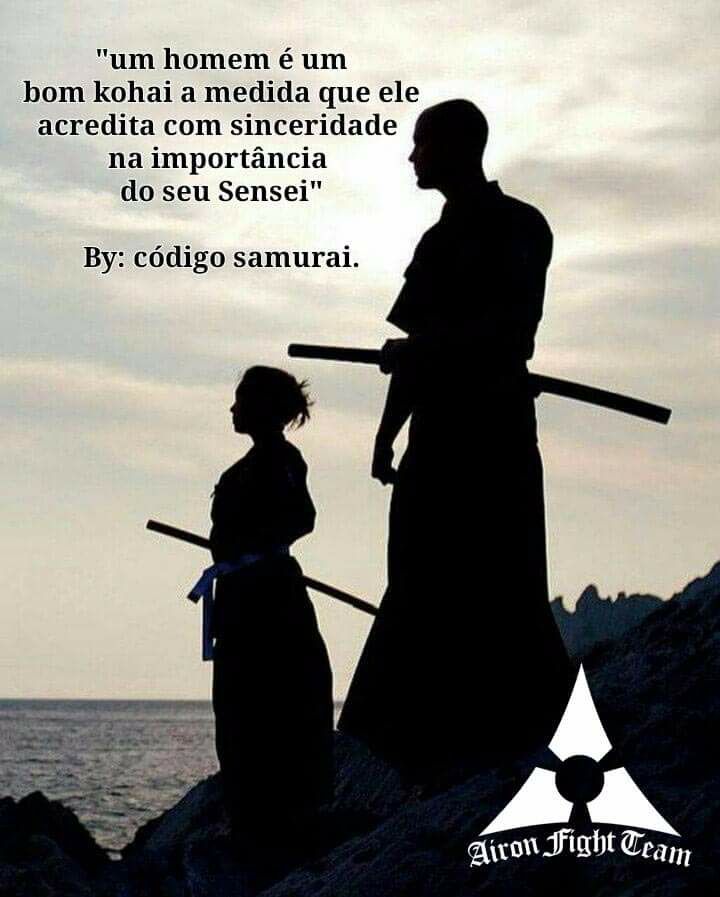 "um homem é um
bom kohai a medida que ele
acredita com sinceridade
na importância
do seu Sensei"
By: código samurai.
Airon Fight Team